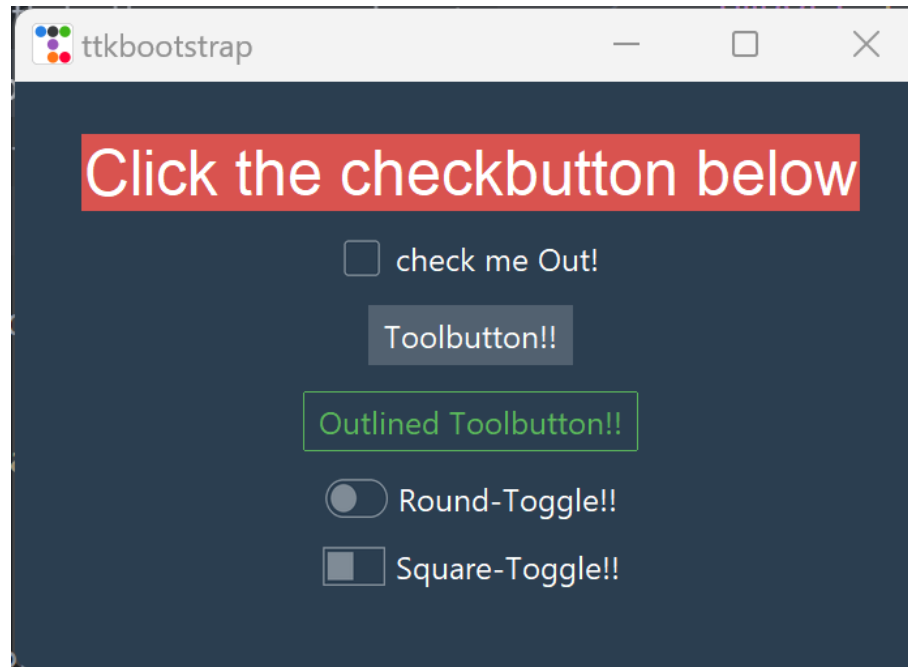 ttkbootstrap
Click the checkbutton below
check me Out!
Toolbutton!!
Outlined Toolbutton!!
Round-Toggle!!
Square-Toggle!!